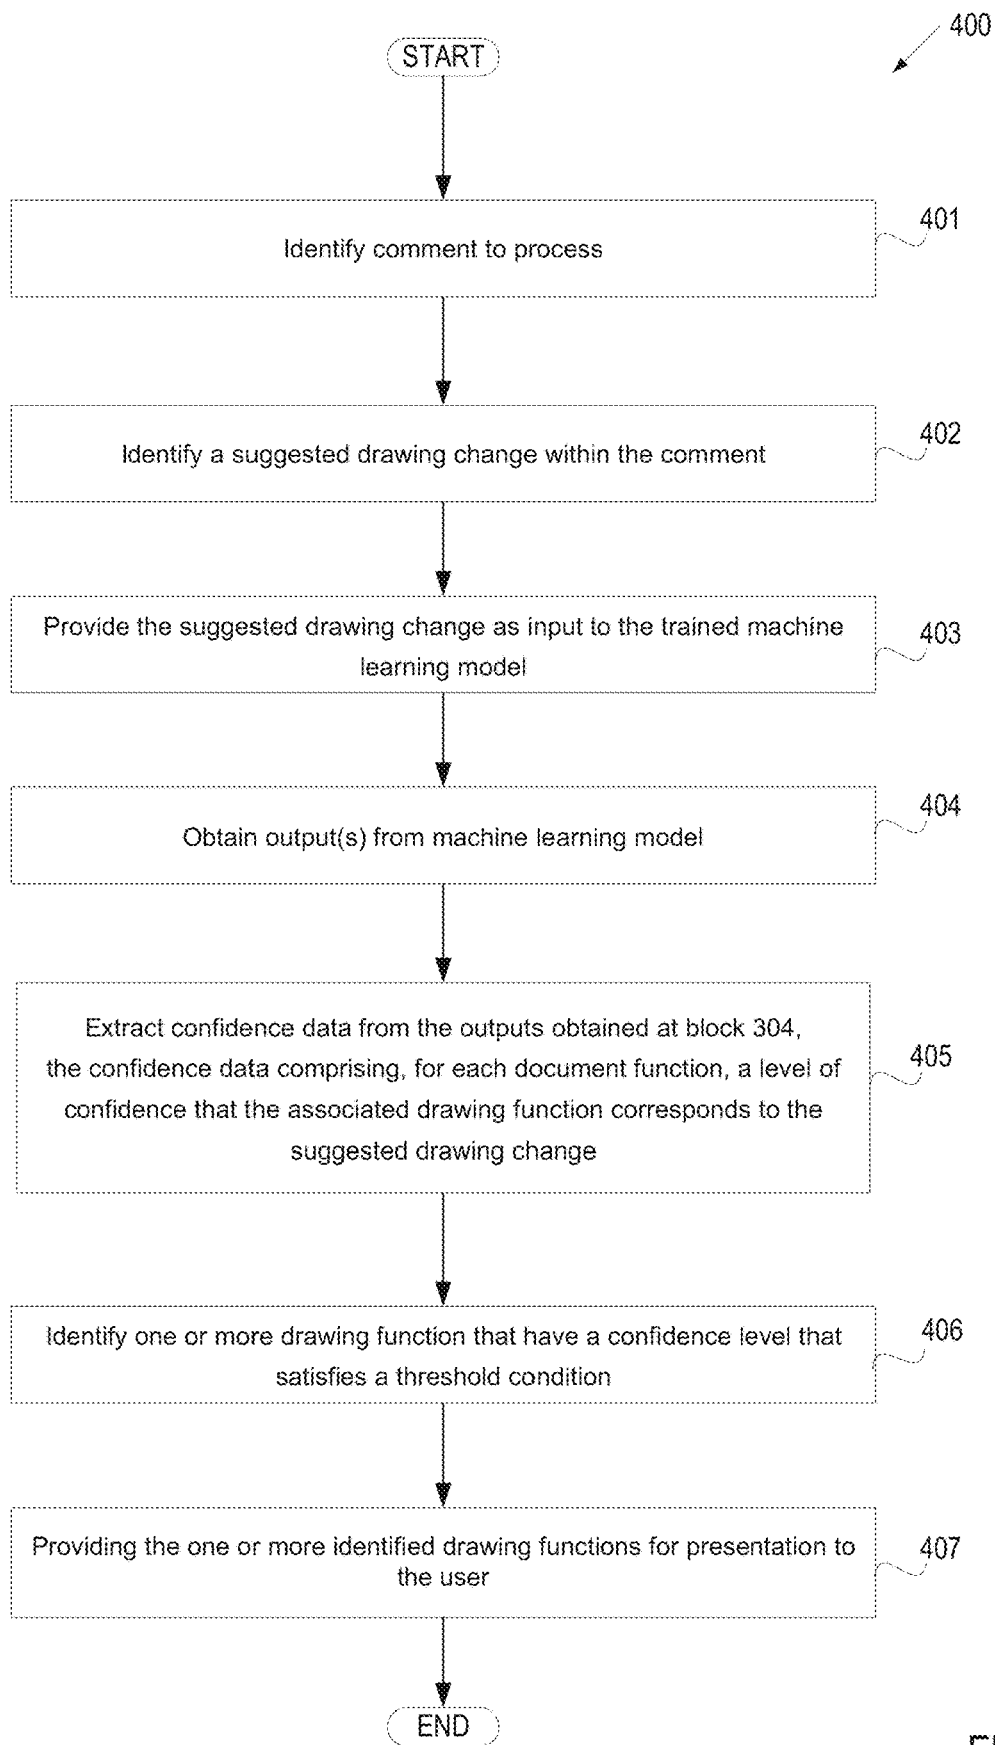 400
START
Identify comment to process
401
Identify a suggested drawing change within the comment
402
Provide the suggested drawing change as input to the trained machine
learning model
403
Obtain output(s) from machine learning model
404
Extract confidence data from the outputs obtained at block 304,
the confidence data comprising, for each document function, a level of
confidence that the associated drawing function corresponds to the
suggested drawing change
405
Identify one or more drawing function that have a confidence level that
satisfies a threshold condition
406
Providing the one or more identified drawing functions for presentation to
the user
407
END